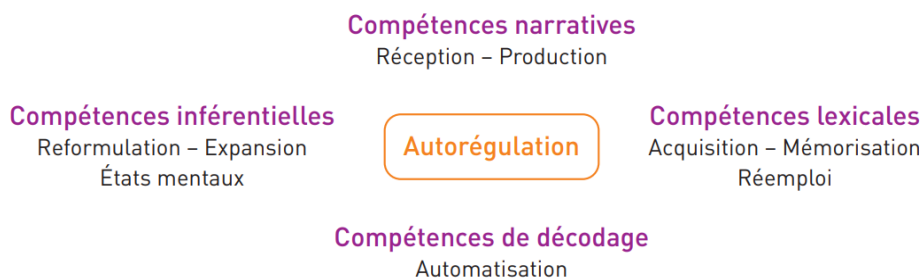 Compétences narratives
Réception – Production
Compétences inférentielles
Reformulation – Expansion
États mentaux
Autorégulation
Compétences lexicales
Acquisition – Mémorisation
Réemploi
Compétences de décodage
Automatisation